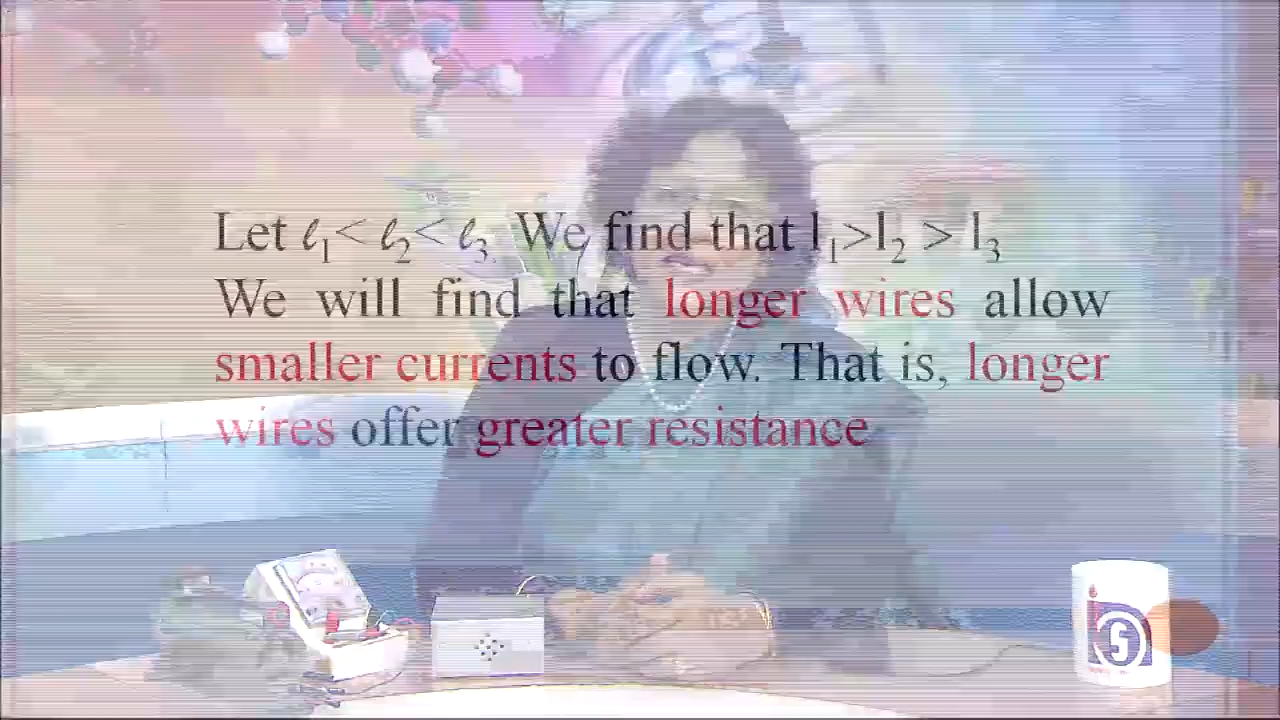 Let ℓ₁< ℓ₂< ℓ₃. We find that I₁>I₂ > I₃
We will find that longer wires allow
smaller currents to flow. That is, longer
wires offer greater resistance